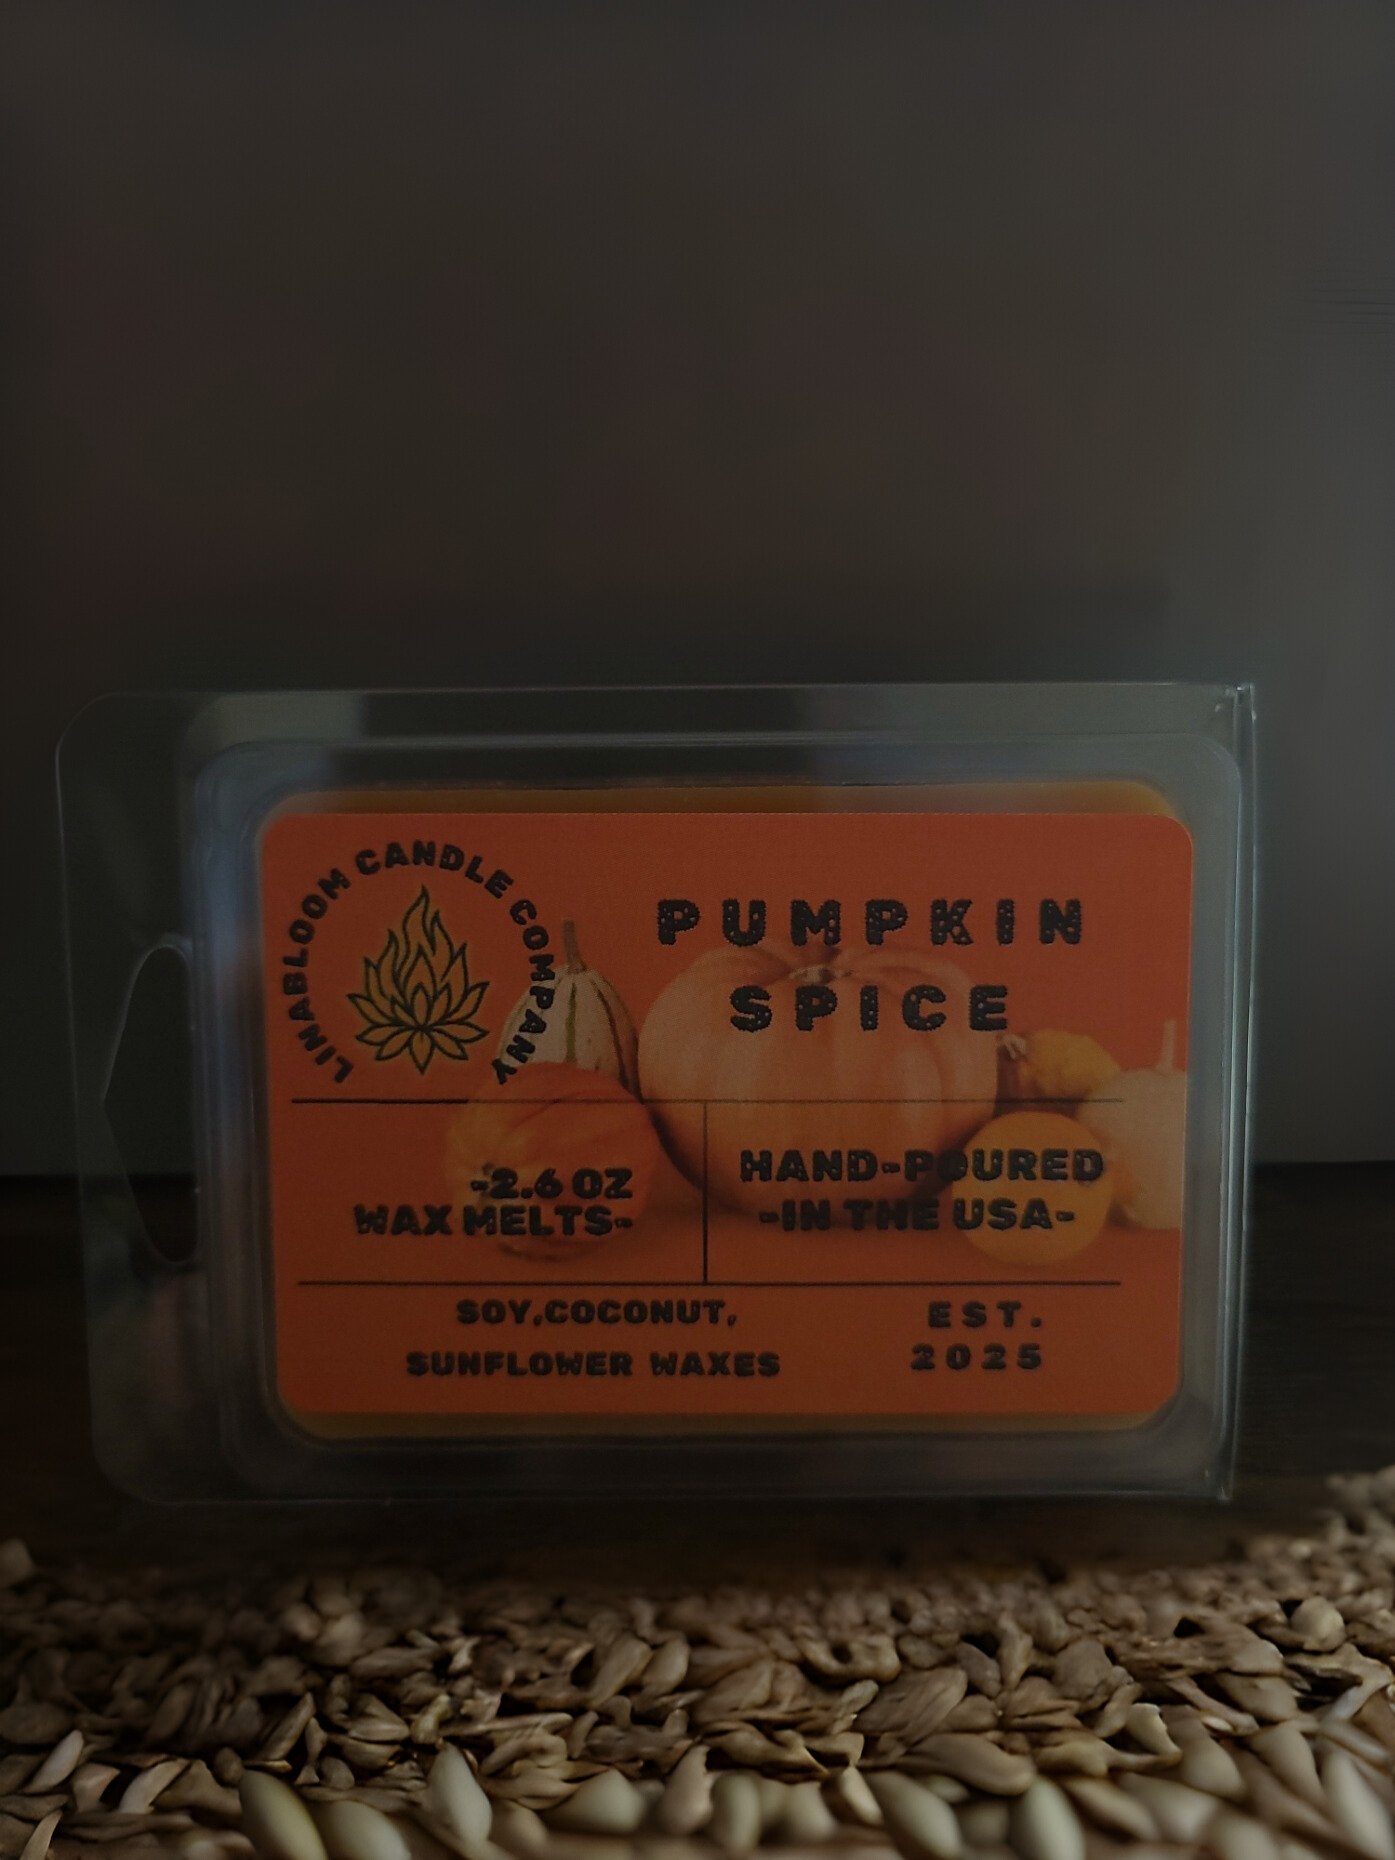 LINABLOOM CANDLE COMPANY
PUMPKIN
SPICE
-2.6 OZ
WAX MELTS-
HAND-POURED
-IN THE USA-
SOY,COCONUT,
SUNFLOWER WAXES
EST.
2025